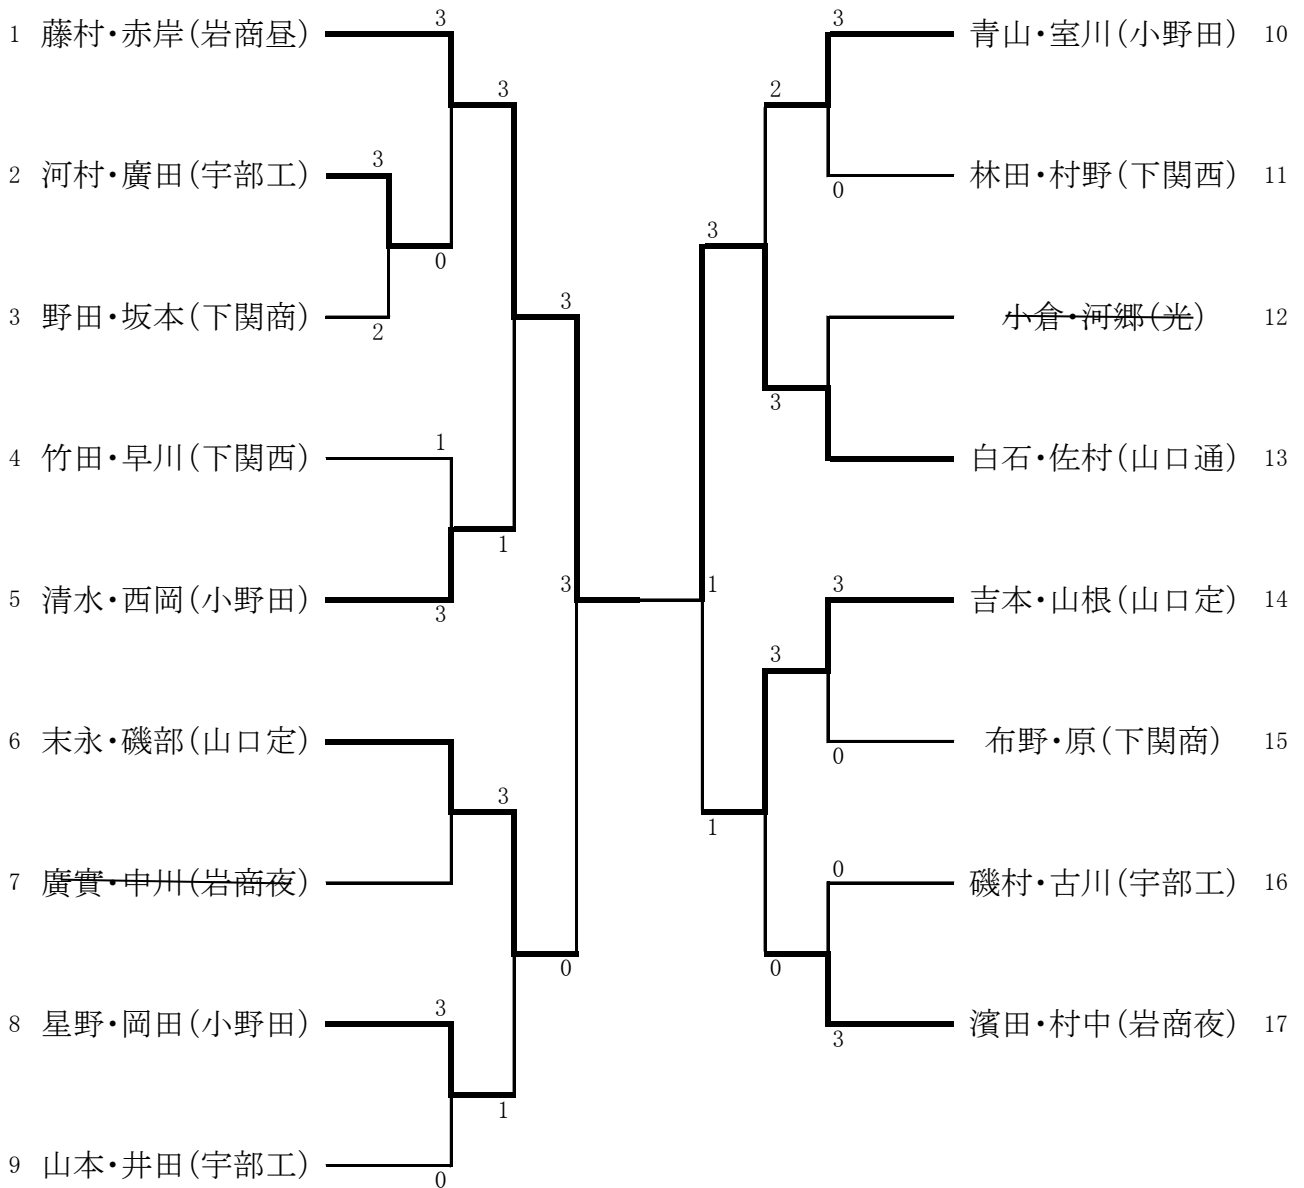 3
3
1 藤村・赤岸(岩商昼)
青山・室川(小野田) 10
3
2
3
2 河村・廣田(宇部工)
林田・村野(下関西) 11
0
3
0
3
3 野田・坂本(下関商)
小倉・河郷(光) 12
2
3
1
4 竹田・早川(下関西)
白石・佐村(山口通) 13
1
3
1
3
5 清水・西岡(小野田)
吉本・山根(山口定) 14
3
3
6 末永・磯部(山口定)
布野・原(下関商) 15
0
3
1
0
7 廣實・中川(岩商夜)
磯村・古川(宇部工) 16
0
0
3
8 星野・岡田(小野田)
濱田・村中(岩商夜) 17
3
1
9 山本・井田(宇部工)
0